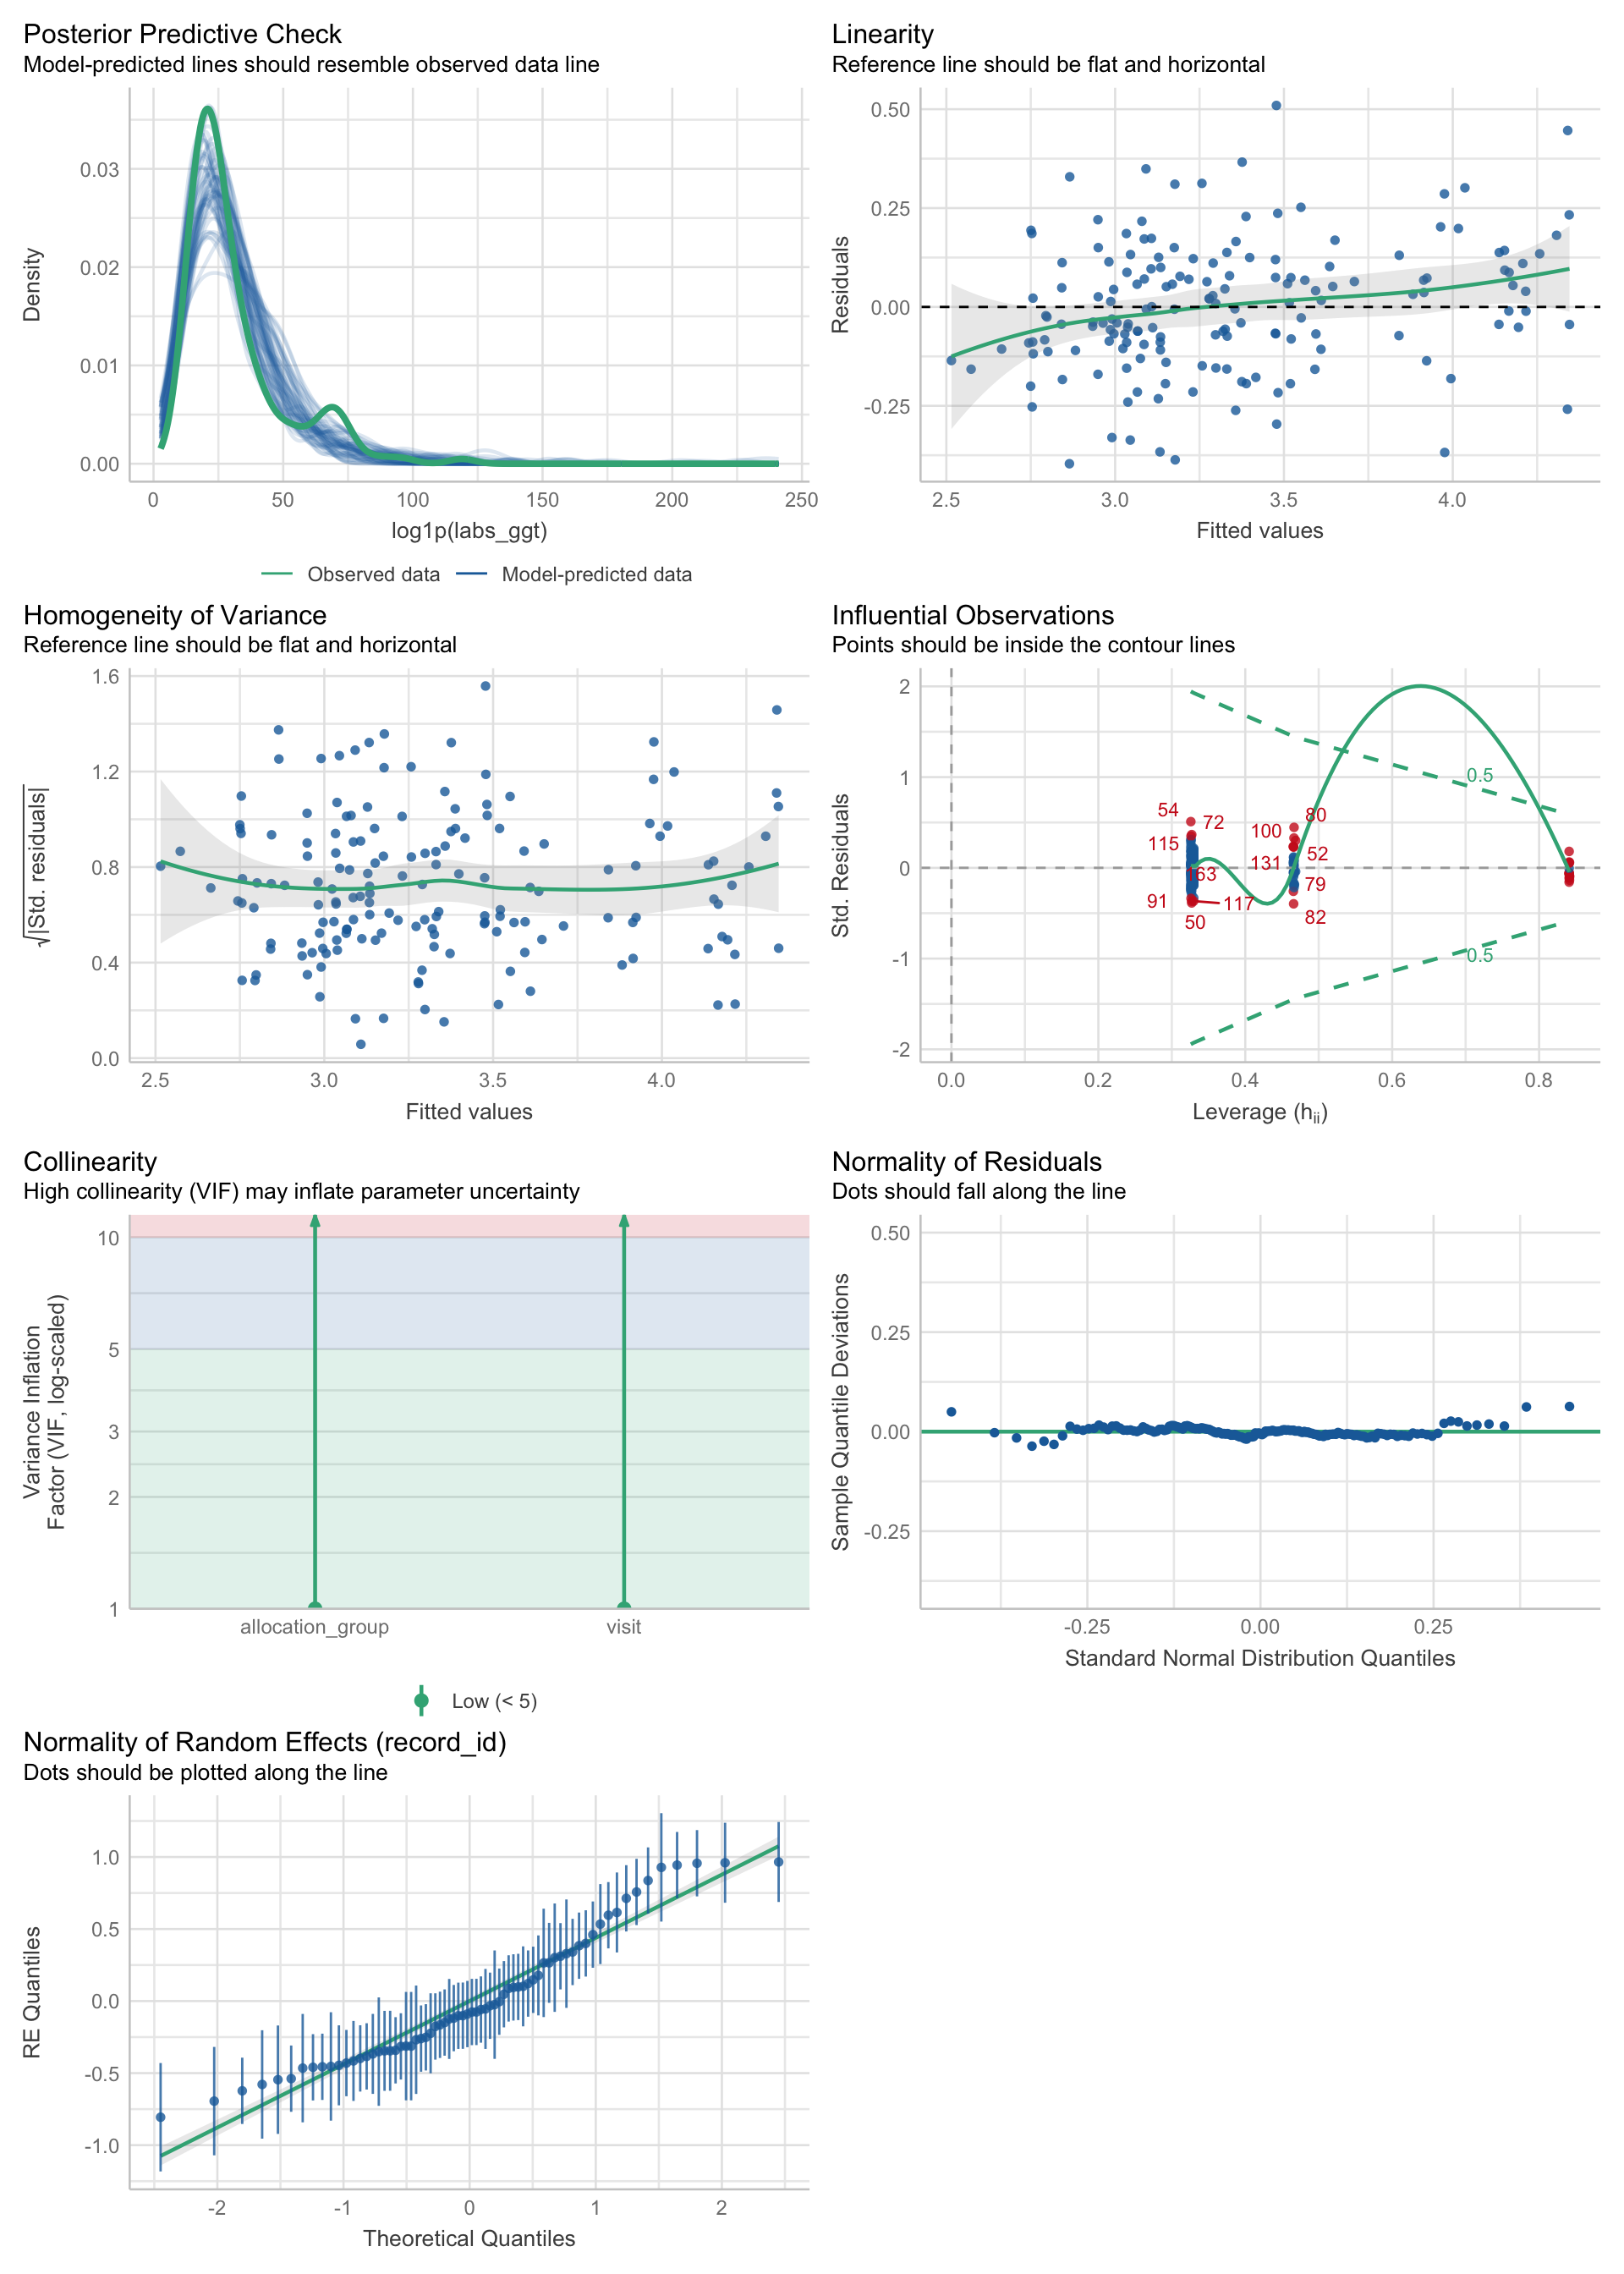 Posterior Predictive Check
Model-predicted lines should resemble observed data line
Density
0.03
0.02
0.01
0.00
0
50
100
150
200
250
log1p(labs_ggt)
Observed data
Model-predicted data
Linearity
Reference line should be flat and horizontal
Residuals
0.50
0.25
0.00
-0.25
2.5
3.0
3.5
4.0
Fitted values
Homogeneity of Variance
Reference line should be flat and horizontal
√|Std. residuals|
1.6
1.2
0.8
0.4
0.0
2.5
3.0
3.5
4.0
Fitted values
Influential Observations
Points should be inside the contour lines
Std. Residuals
2
1
0
-1
-2
0.5
0.5
54
72
115
163
91
117
50
100
80
131
52
79
82
0.0
0.2
0.4
0.6
0.8
Leverage (hii)
Collinearity
High collinearity (VIF) may inflate parameter uncertainty
Variance Inflation
Factor (VIF, log-scaled)
10
5
3
2
1
allocation_group
visit
Low (< 5)
Normality of Residuals
Dots should fall along the line
Sample Quantile Deviations
0.50
0.25
0.00
-0.25
-0.25
0.00
0.25
Standard Normal Distribution Quantiles
Normality of Random Effects (record_id)
Dots should be plotted along the line
RE Quantiles
1.0
0.5
0.0
-0.5
-1.0
-2
-1
0
1
2
Theoretical Quantiles